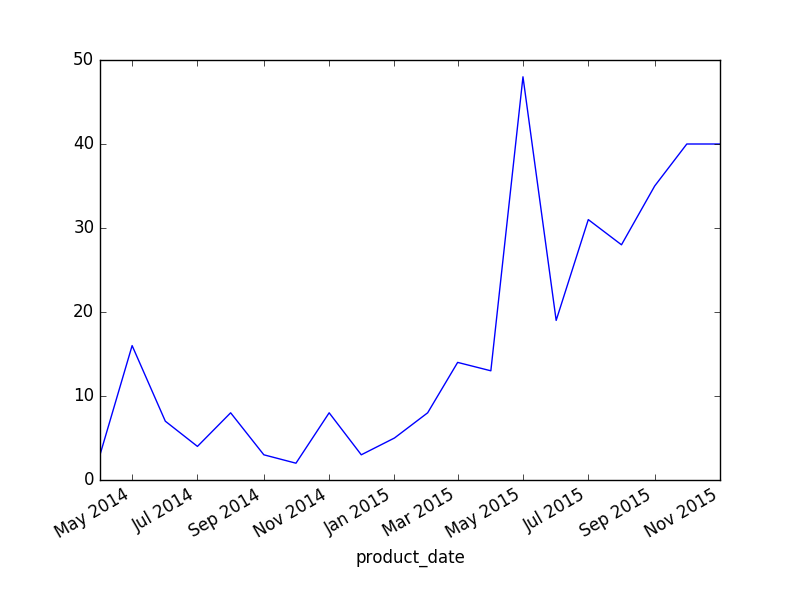 50
40
30
20
10
0
May 2014
Jul 2014
Sep 2014
Nov 2014
Jan 2015
Mar 2015
May 2015
Jul 2015
Sep 2015
Nov 2015
product_date